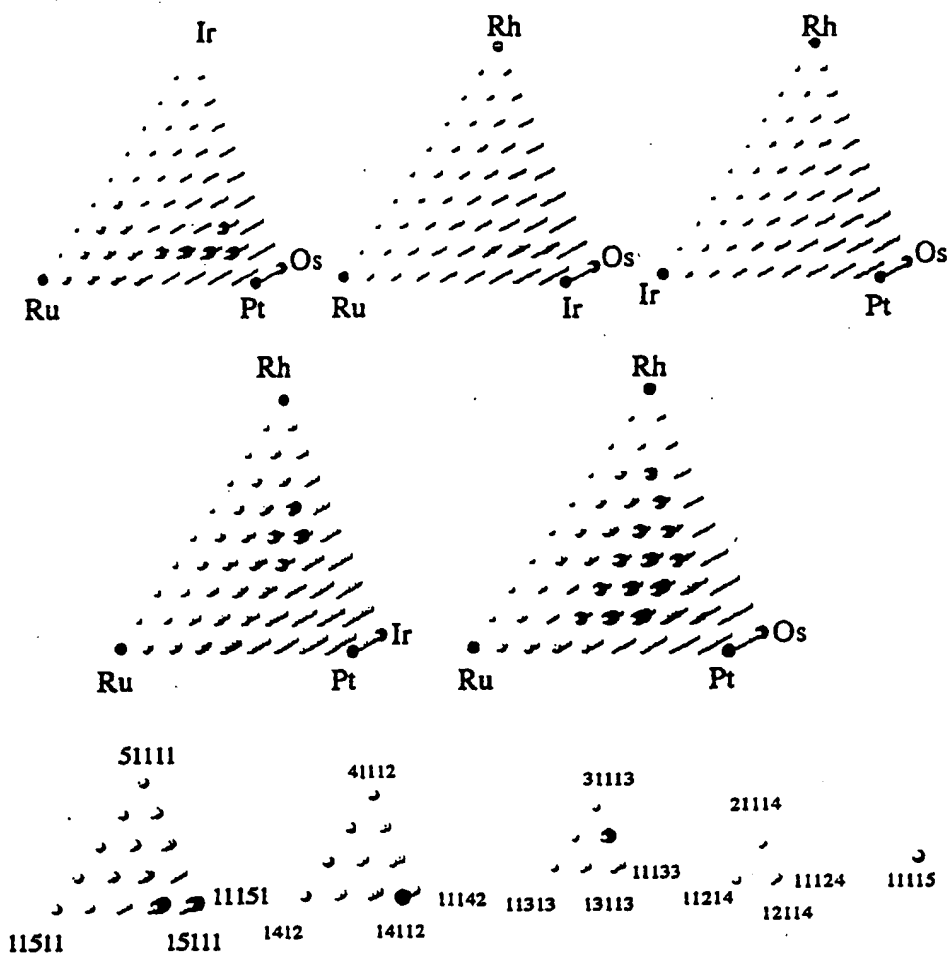 Ir Rh Rh
Os Os Os
Ru Pt Ru Ir Ir Pt
Rh Rh
Ir Os
Ru Pt Ru Pt
51111 41112 31113 21114
11151 11142 11133 11124 11115
11511 15111 1412 14112 11313 13113 11214 12114